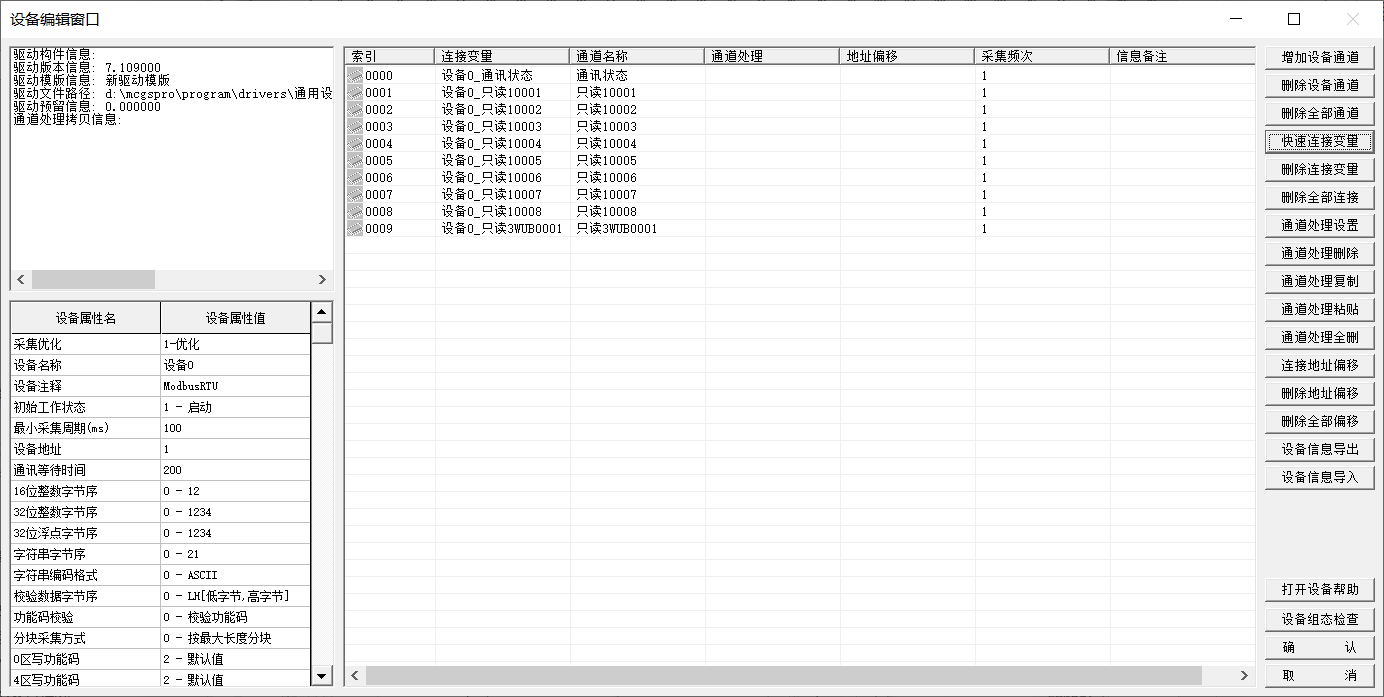 设备编辑窗口
驱动构件信息:
驱动版本信息: 7.109000
驱动模版信息: 新驱动模版
驱动文件路径: d:\mcgspro\program\drivers\通用设
驱动预留信息: 0.000000
通道处理拷贝信息:
设备属性名 设备属性值
采集优化 1-优化
设备名称 设备0
设备注释 ModbusRTU
初始工作状态 1 - 启动
最小采集周期(ms) 100
设备地址 1
通讯等待时间 200
16位整数字节序 0 - 12
32位整数字节序 0 - 1234
32位浮点字节序 0 - 1234
字符串字节序 0 - 21
字符串编码格式 0 - ASCII
校验数据字节序 0 - LH[低字节,高字节]
功能码校验 0 - 校验功能码
分块采集方式 0 - 按最大长度分块
0区写功能码 2 - 默认值
4区写功能码 2 - 默认值
索引 连接变量 通道名称 通道处理 地址偏移 采集频次 信息备注
0000 设备0_通讯状态 通讯状态 1
0001 设备0_只读10001 只读10001 1
0002 设备0_只读10002 只读10002 1
0003 设备0_只读10003 只读10003 1
0004 设备0_只读10004 只读10004 1
0005 设备0_只读10005 只读10005 1
0006 设备0_只读10006 只读10006 1
0007 设备0_只读10007 只读10007 1
0008 设备0_只读10008 只读10008 1
0009 设备0_只读3WUB0001 只读3WUB0001 1
增加设备通道
删除设备通道
删除全部通道
快速连接变量
删除连接变量
删除全部连接
通道处理设置
通道处理删除
通道处理复制
通道处理粘贴
通道处理全删
连接地址偏移
删除地址偏移
删除全部偏移
设备信息导出
设备信息导入
打开设备帮助
设备组态检查
确 认
取 消